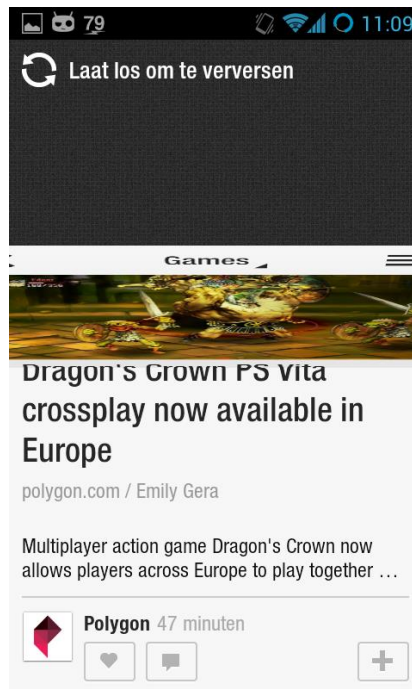 79 11:09
Laat los om te verversen
Games
Dragon's Crown PS Vita
crossplay now available in
Europe
polygon.com / Emily Gera
Multiplayer action game Dragon's Crown now
allows players across Europe to play together …
Polygon 47 minuten